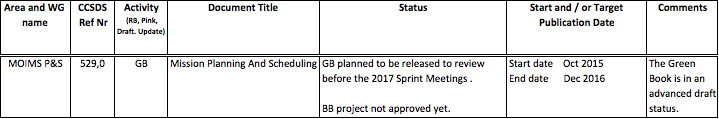 Area and WG name
CCSDS Ref Nr
Activity (RB, Pink, Draft. Update)
Document Title
Status
Start and / or Target Publication Date
Comments
MOIMS P&S
529,0
GB
Mission Planning And Scheduling
GB planned to be released to review
before the 2017 Sprint Meetings .
BB project not approved yet.
Start date Oct 2015
End date Dec 2016
The Green
Book is in an
advanced draft
status.